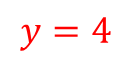 y = 4